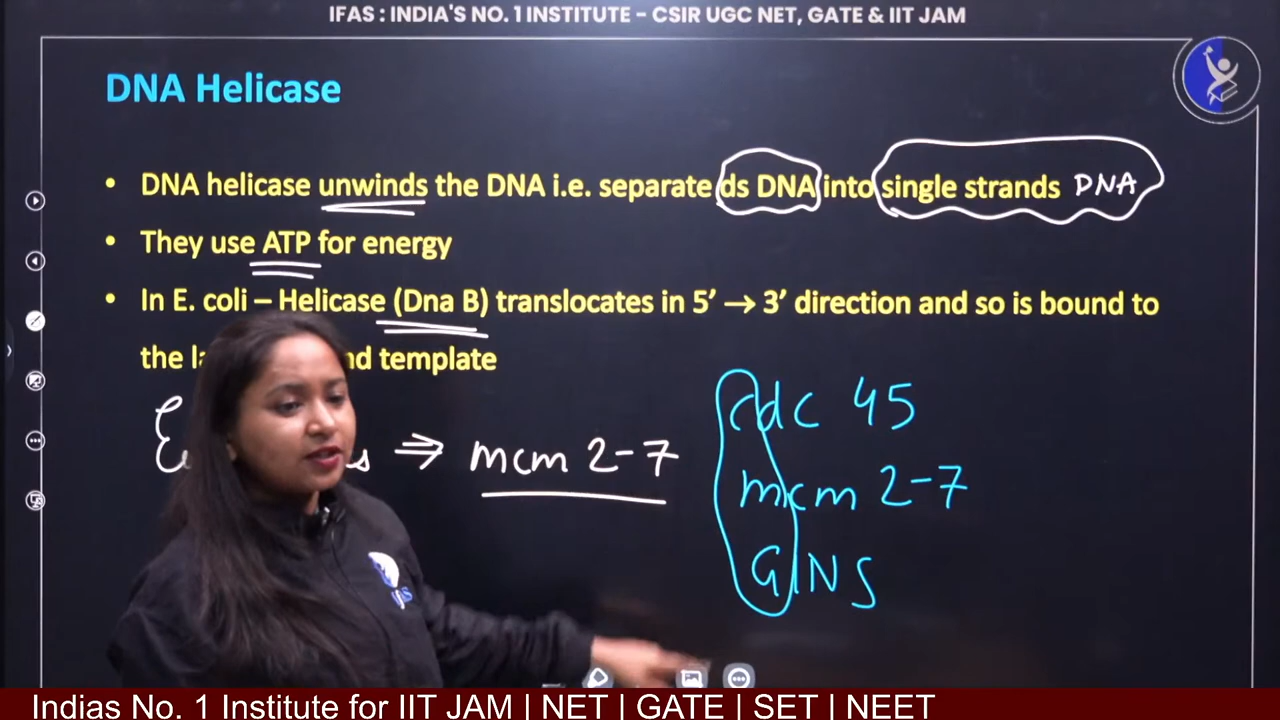 IFAS : INDIA'S NO. 1 INSTITUTE - CSIR UGC NET, GATE & IIT JAM
DNA Helicase
• DNA helicase unwinds the DNA i.e. separate ds DNA into single strands DNA
• They use ATP for energy
• In E. coli – Helicase (Dna B) translocates in 5’ → 3’ direction and so is bound to
the template
⇒ mcm 2-7
cdc 45
mcm 2-7
GINS
Indias No. 1 Institute for IIT JAM | NET | GATE | SET | NEET